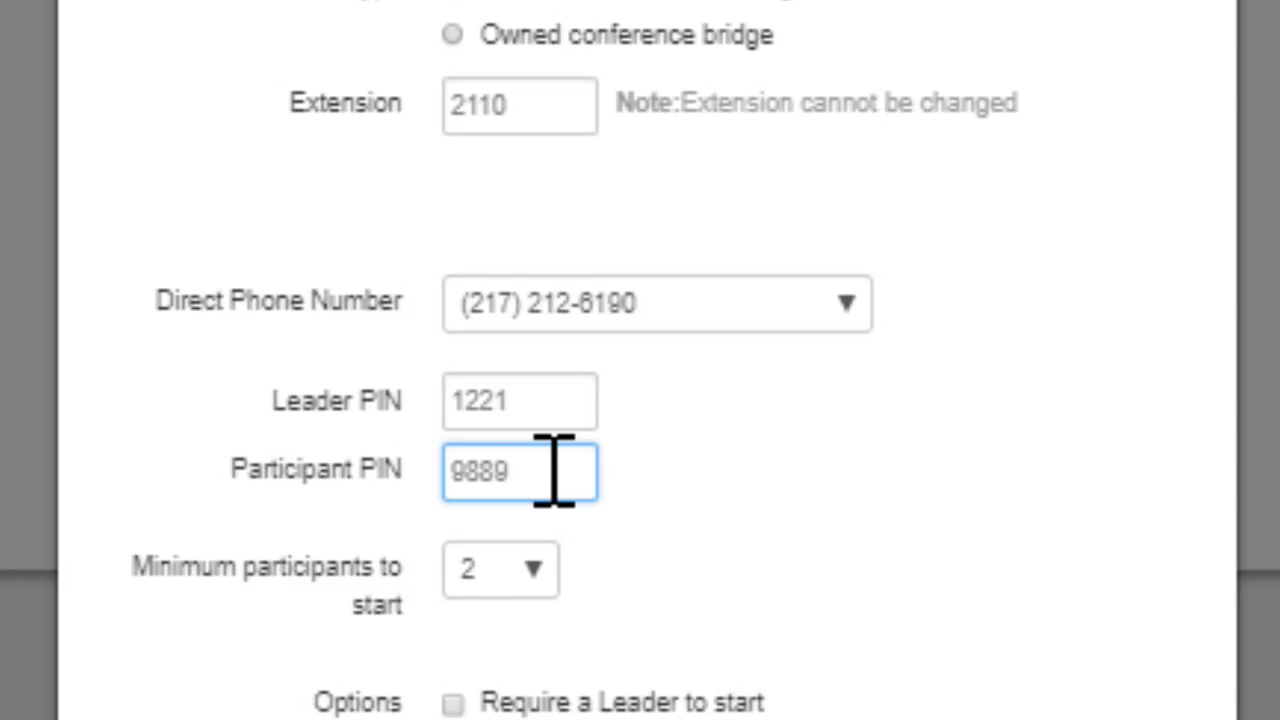 Owned conference bridge
Extension 2110 Note:Extension cannot be changed
Direct Phone Number (217) 212-6190
Leader PIN 1221
Participant PIN 9889
Minimum participants to start 2
Options Require a Leader to start